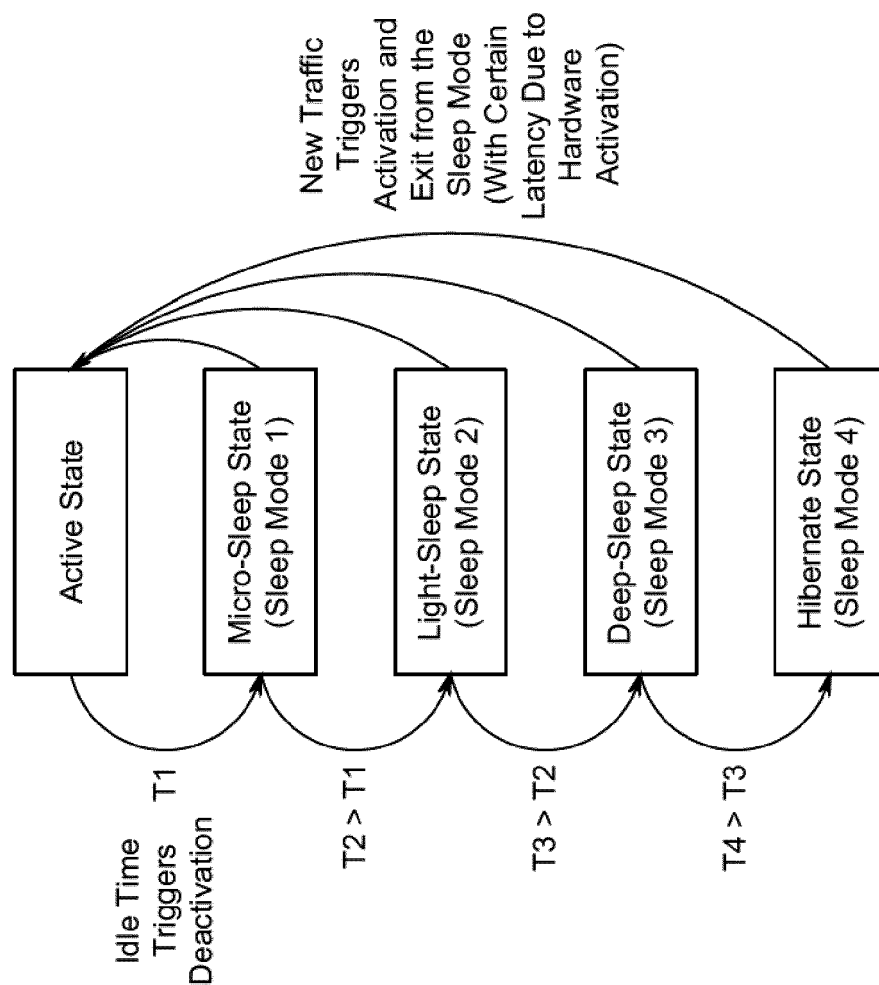 Idle Time
Triggers
Deactivation
T1
T2 > T1
T3 > T2
T4 > T3
Active State
Micro-Sleep State
(Sleep Mode 1)
Light-Sleep State
(Sleep Mode 2)
Deep-Sleep State
(Sleep Mode 3)
Hibernate State
(Sleep Mode 4)
New Traffic
Triggers
Activation and
Exit from the
Sleep Mode
(With Certain
Latency Due to
Hardware
Activation)